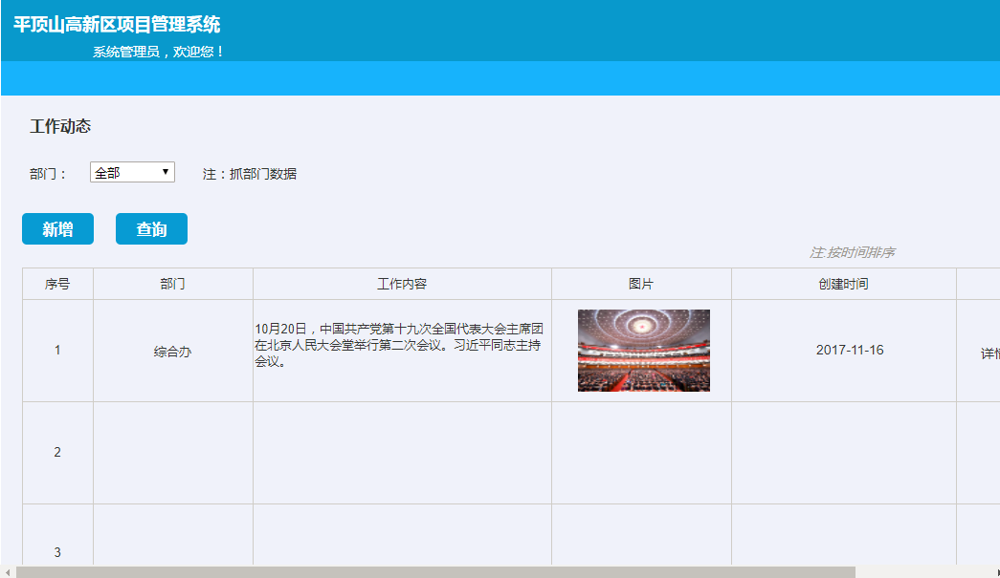 平顶山高新区项目管理系统
系统管理员，欢迎您！
工作动态
部门： 全部 注：抓部门数据
新增 查询
注:按时间排序
序号 部门 工作内容 图片 创建时间
1 综合办 10月20日，中国共产党第十九次全国代表大会主席团
在北京人民大会堂举行第二次会议。习近平同志主持
会议。
2017-11-16 详情
2
3